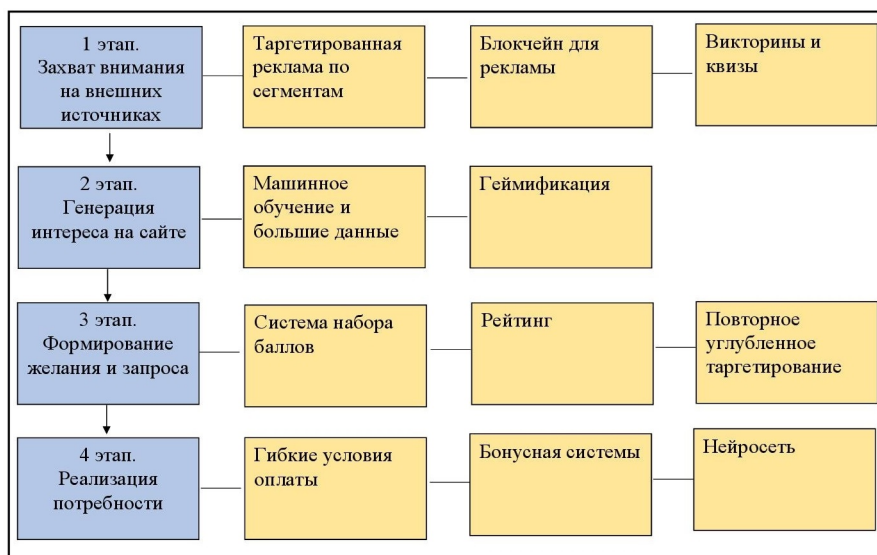 1 этап.
Захват внимания
на внешних
источниках
Таргетированная
реклама по
сегментам
Блокчейн для
рекламы
Викторины и
квизы
2 этап.
Генерация
интереса на сайте
Машинное
обучение и
большие данные
Геймификация
3 этап.
Формирование
желания и запроса
Система набора
баллов
Рейтинг
Повторное
углубленное
таргетирование
4 этап.
Реализация
потребности
Гибкие условия
оплаты
Бонусная системы
Нейросеть